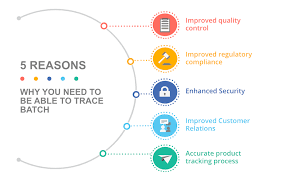 5 REASONS
WHY YOU NEED TO
BE ABLE TO TRACE
BATCH
Improved quality
control
Improved regulatory
compliance
Enhanced Security
Improved Customer
Relations
Accurate product
tracking process